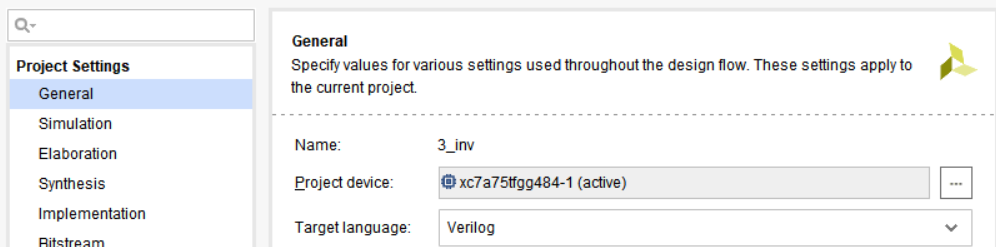 Project Settings
General
Simulation
Elaboration
Synthesis
Implementation
Bitstream
General
Specify values for various settings used throughout the design flow. These settings apply to
the current project.
Name: 3_inv
Project device: xc7a75tfgg484-1 (active)
...
Target language: Verilog